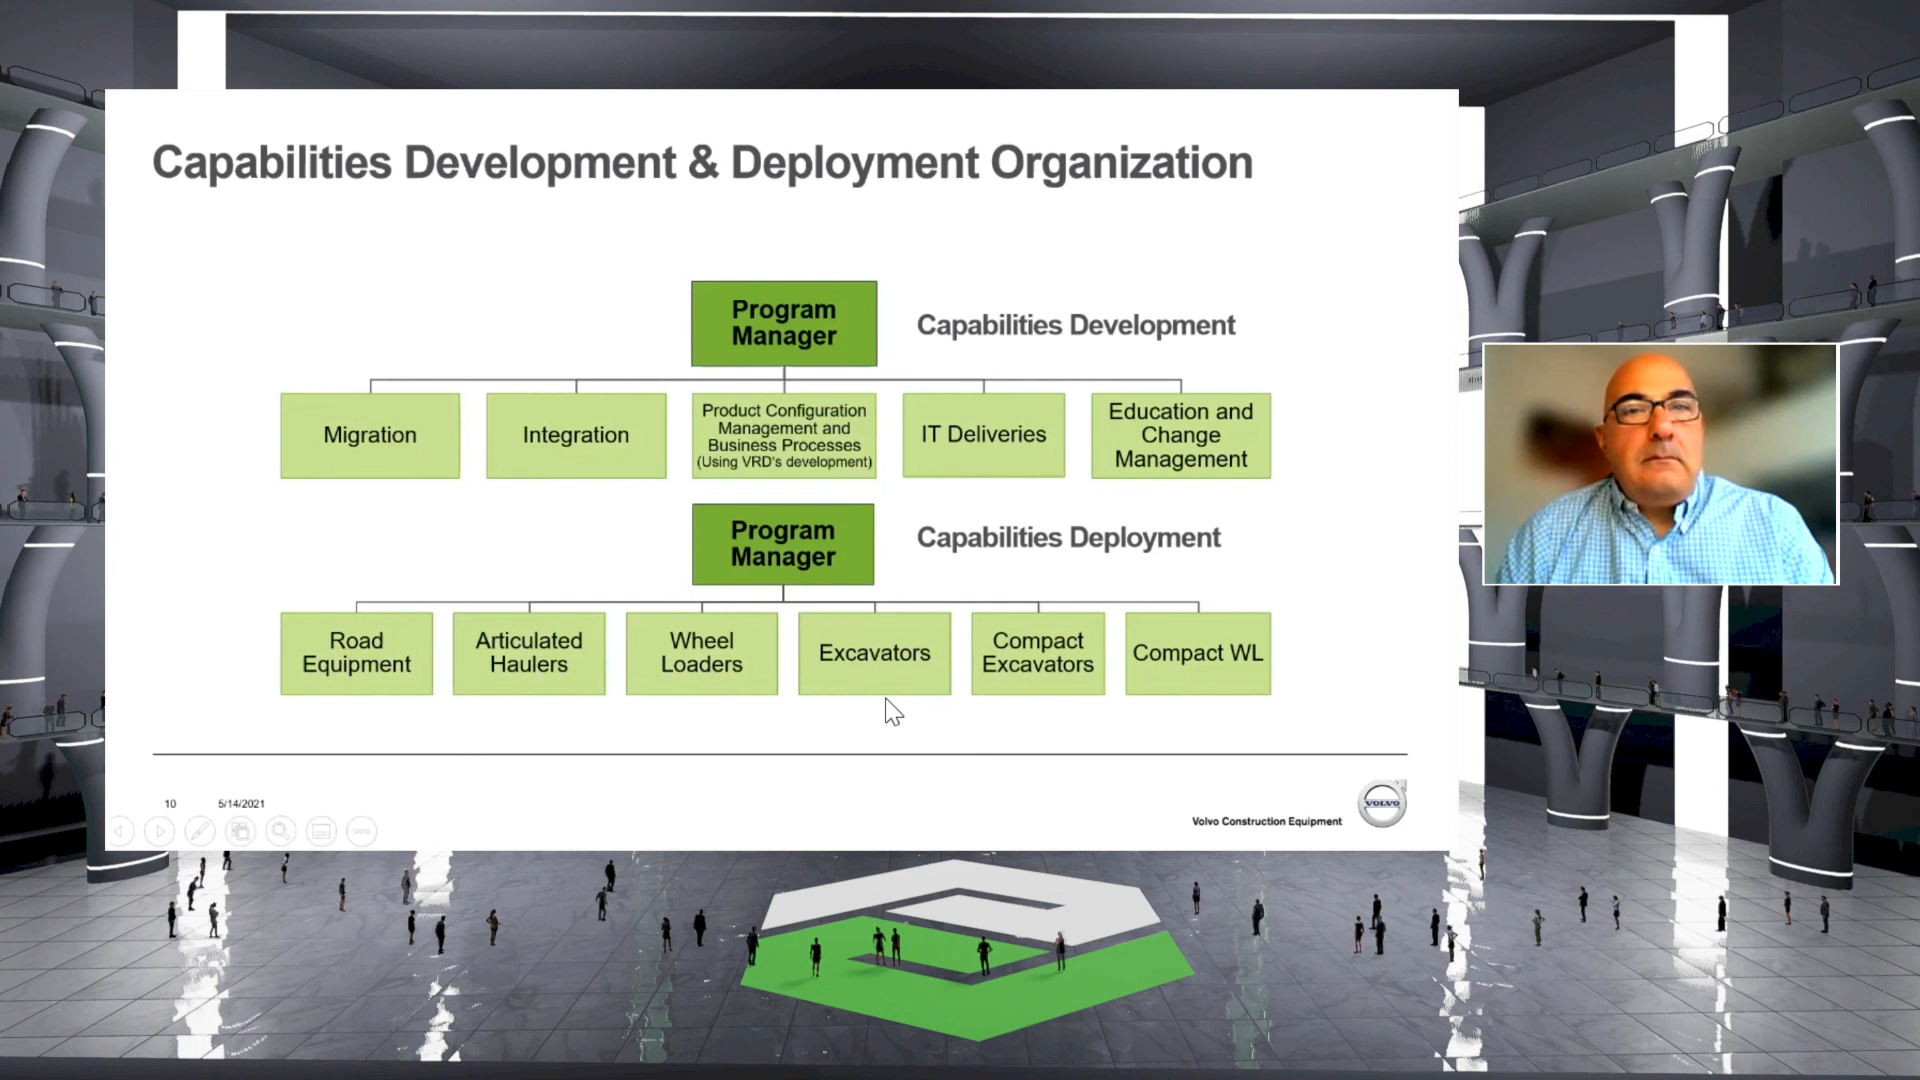 Capabilities Development & Deployment Organization
Program
Manager
Capabilities Development
Migration
Integration
Product Configuration
Management and
Business Processes
(Using VRD's development)
IT Deliveries
Education and
Change
Management
Program
Manager
Capabilities Deployment
Road
Equipment
Articulated
Haulers
Wheel
Loaders
Excavators
Compact
Excavators
Compact WL
10
5/14/2021
Volvo Construction Equipment
VOLVO